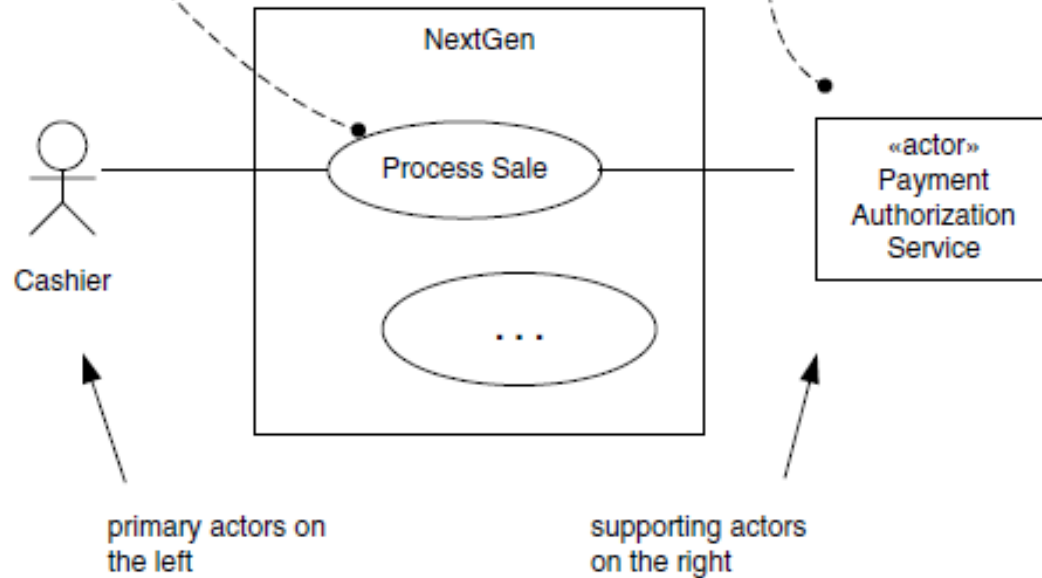 NextGen
Process Sale
«actor»
Payment
Authorization
Service
Cashier
. . .
primary actors on
the left
supporting actors
on the right